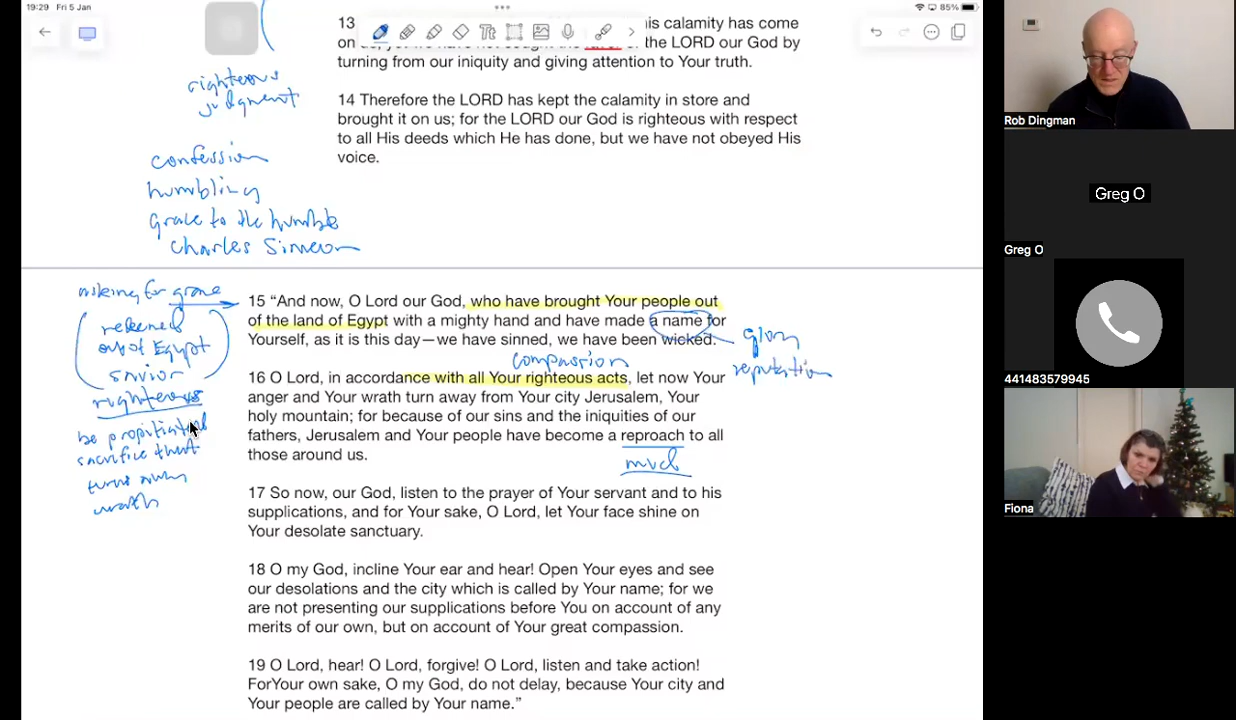 19:29 Fri 5 Jan
85%
righteous
judgment
13
his calamity has come
the LORD our God by
turning from our iniquity and giving attention to Your truth.
14 Therefore the LORD has kept the calamity in store and
brought it on us; for the LORD our God is righteous with respect
to all His deeds which He has done, but we have not obeyed His
voice.
confession
humbling
grace to the humble
Charles Simeon
asking for grace
redeemed
out of Egypt
savior
righteous
be propitiated
sacrifice that
turns away
wrath
15 “And now, O Lord our God, who have brought Your people out
of the land of Egypt with a mighty hand and have made a name for
Yourself, as it is this day—we have sinned, we have been wicked.
glory
reputation
compassion
16 O Lord, in accordance with all Your righteous acts, let now Your
anger and Your wrath turn away from Your city Jerusalem, Your
holy mountain; for because of our sins and the iniquities of our
fathers, Jerusalem and Your people have become a reproach to all
those around us.
mud
17 So now, our God, listen to the prayer of Your servant and to his
supplications, and for Your sake, O Lord, let Your face shine on
Your desolate sanctuary.
18 O my God, incline Your ear and hear! Open Your eyes and see
our desolations and the city which is called by Your name; for we
are not presenting our supplications before You on account of any
merits of our own, but on account of Your great compassion.
19 O Lord, hear! O Lord, forgive! O Lord, listen and take action!
ForYour own sake, O my God, do not delay, because Your city and
Your people are called by Your name.”
Rob Dingman
Greg O
Greg O
441483579945
Fiona